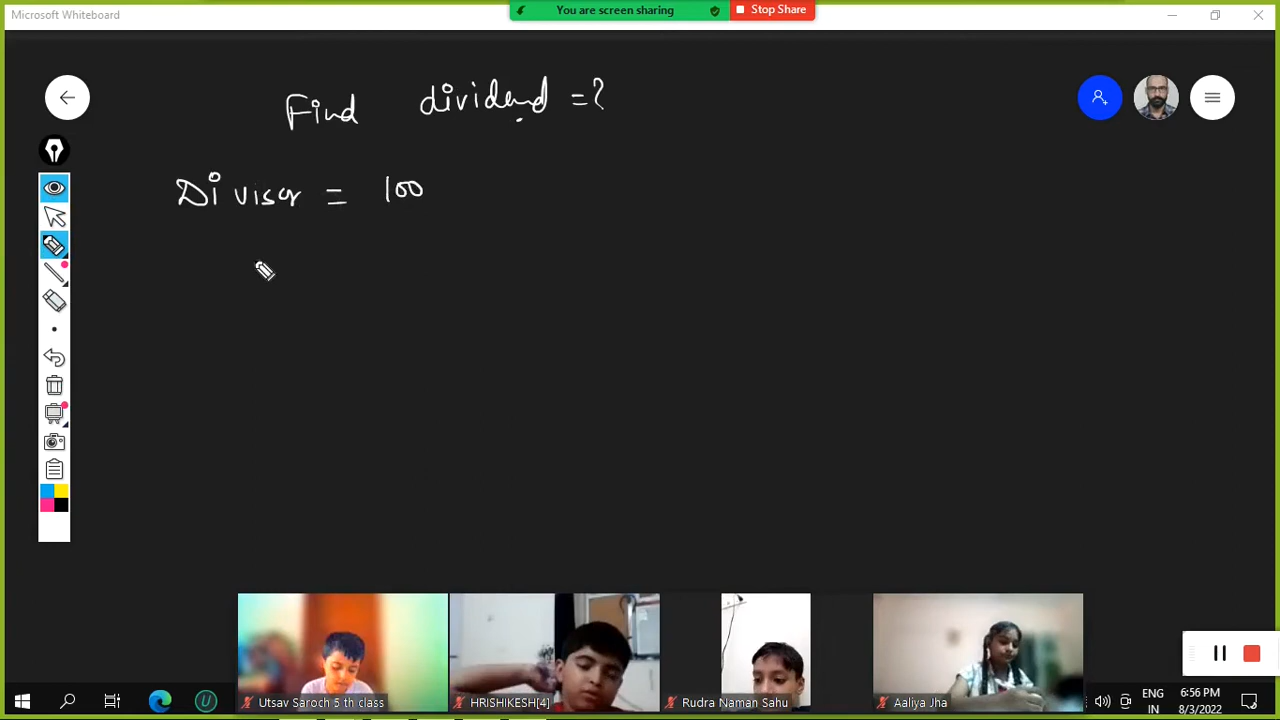 Microsoft Whiteboard
You are screen sharing
Stop Share
Find dividend = ?
Divisor = 100
Utsav Saroch 5 th class
HRISHIKESH[4]
Rudra Naman Sahu
Aaliya Jha
ENG
IN
6:56 PM
8/3/2022